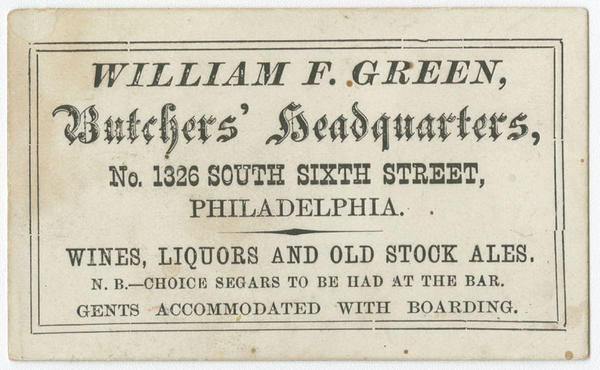 WILLIAM F. GREEN,
Butchers' Headquarters,
No. 1326 SOUTH SIXTH STREET,
PHILADELPHIA.
WINES, LIQUORS AND OLD STOCK ALES.
N. B.—CHOICE SEGARS TO BE HAD AT THE BAR.
GENTS ACCOMMODATED WITH BOARDING.